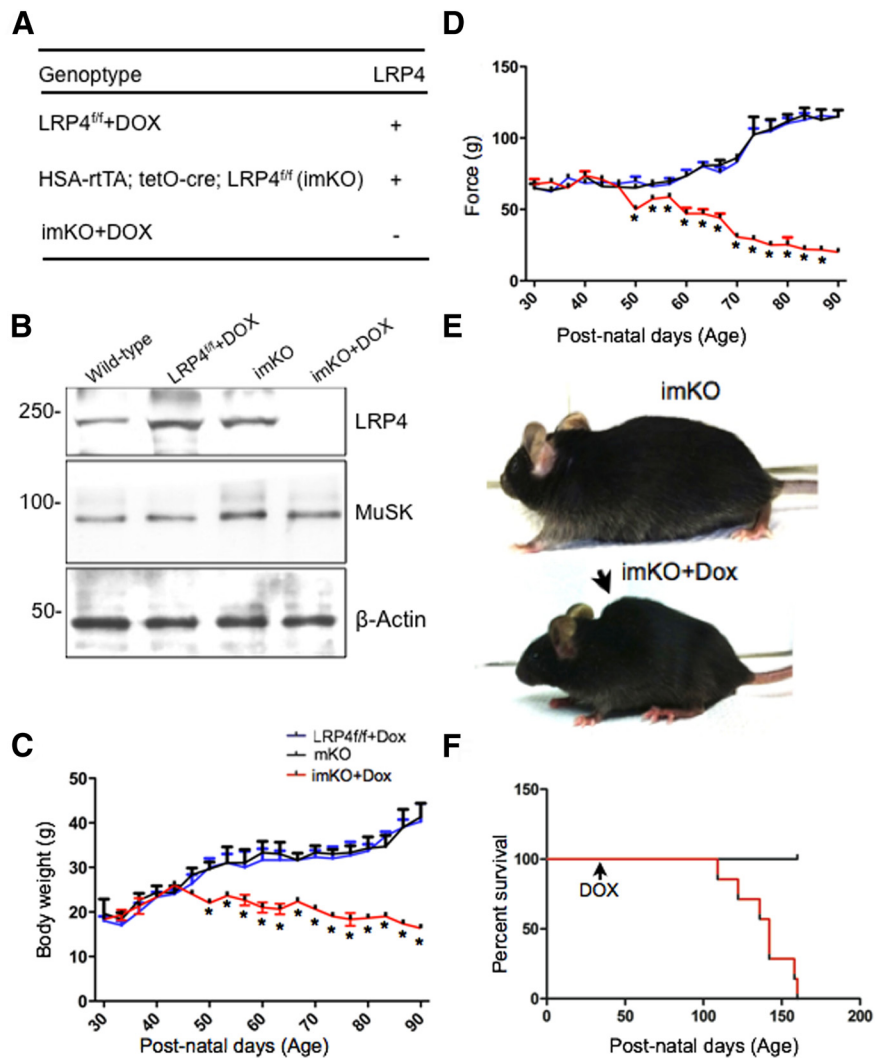 A
Genoptype LRP4
LRP4f/f+DOX +
HSA-rtTA; tetO-cre; LRP4f/f (imKO) +
imKO+DOX -
B
Wild-type LRP4f/f+DOX imKO imKO+DOX
250- LRP4
100- MuSK
50- β-Actin
C
LRP4f/f+Dox
mKO
imKO+Dox
Body weight (g)
50
40
30
20
10
0
30 40 50 60 70 80 90
Post-natal days (Age)
* * * * * * * * * * * *
D
Force (g)
150
100
50
0
30 40 50 60 70 80 90
Post-natal days (Age)
* * * * * * * * * * * *
E
imKO
imKO+Dox
F
Percent survival
150
100
50
0
DOX
0 50 100 150 200
Post-natal days (Age)